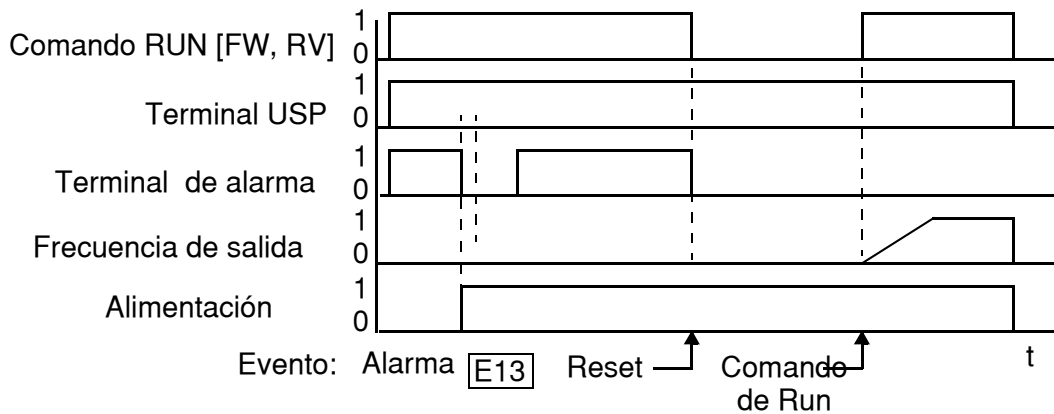 1
Comando RUN [FW, RV]
0
1
Terminal USP
0
1
Terminal de alarma
0
1
Frecuencia de salida
0
1
Alimentación
0
t
Evento: Alarma E13 Reset Comando
de Run